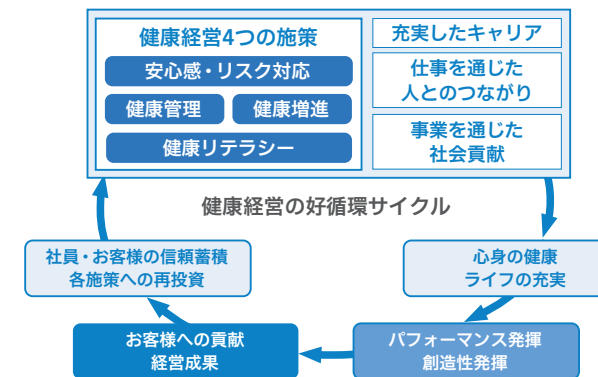 健康経営4つの施策
安心感・リスク対応
健康管理
健康増進
健康リテラシー
充実したキャリア
仕事を通じた
人とのつながり
事業を通じた
社会貢献
健康経営の好循環サイクル
心身の健康
ライフの充実
パフォーマンス発揮
創造性発揮
お客様への貢献
経営成果
社員・お客様の信頼蓄積
各施策への再投資